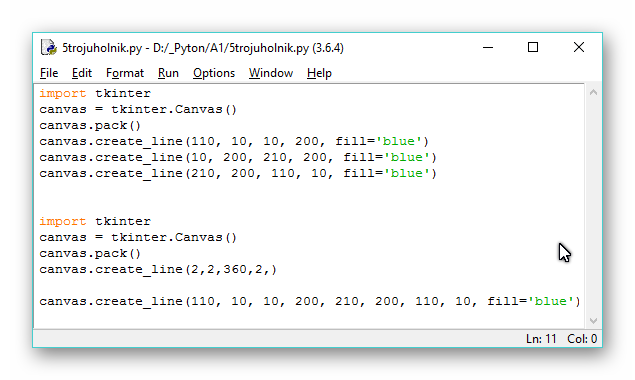 5trojuholnik.py - D:/_Pyton/A1/5trojuholnik.py (3.6.4)
File Edit Format Run Options Window Help
import tkinter
canvas = tkinter.Canvas()
canvas.pack()
canvas.create_line(110, 10, 10, 200, fill='blue')
canvas.create_line(10, 200, 210, 200, fill='blue')
canvas.create_line(210, 200, 110, 10, fill='blue')
import tkinter
canvas = tkinter.Canvas()
canvas.pack()
canvas.create_line(2,2,360,2,)
canvas.create_line(110, 10, 10, 200, 210, 200, 110, 10, fill='blue')
Ln: 11 Col: 0